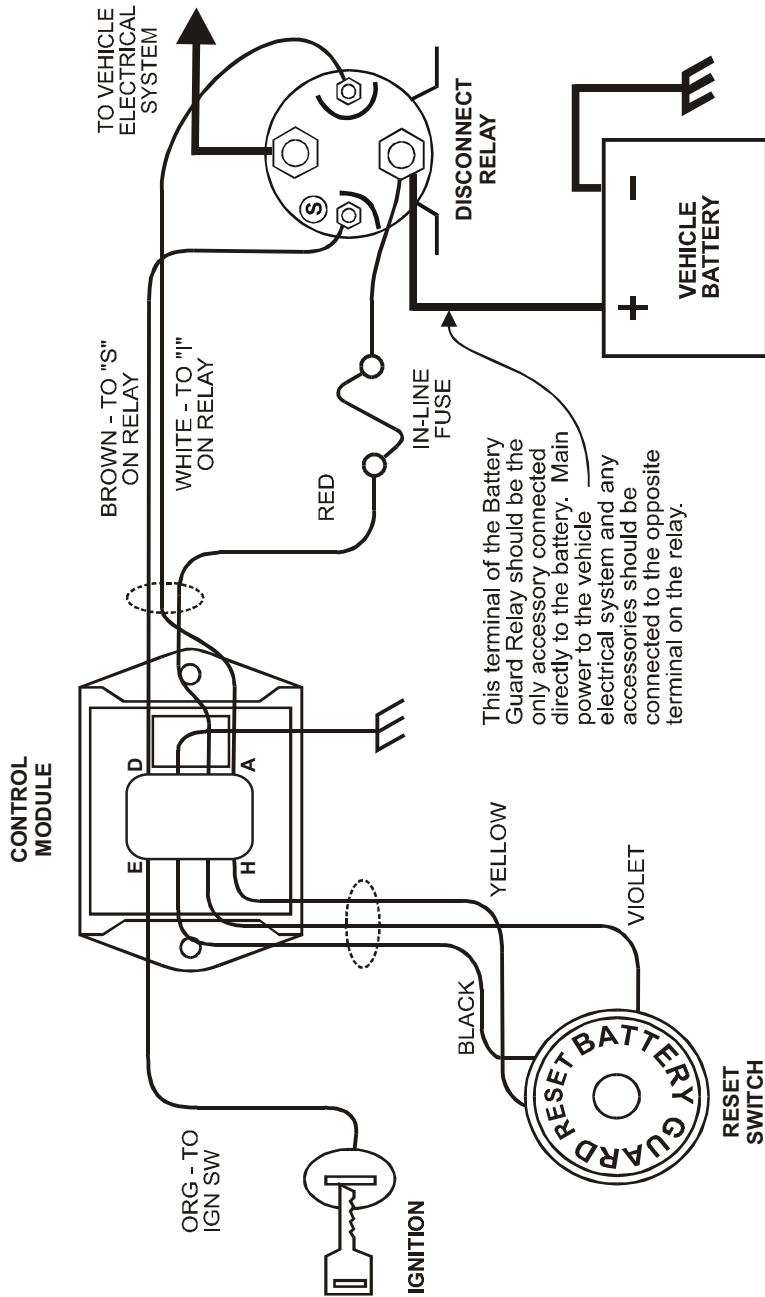 CONTROL
MODULE
BROWN - TO "S"
ON RELAY
WHITE - TO "I"
ON RELAY
TO VEHICLE
ELECTRICAL
SYSTEM
E
D
H
A
S
DISCONNECT
RELAY
RED
IN-LINE
FUSE
ORG - TO
IGN SW
IGNITION
BLACK
YELLOW
VIOLET
RESET
BATTERY GUARD
RESET
SWITCH
This terminal of the Battery
Guard Relay should be the
only accessory connected
directly to the battery.  Main
power to the vehicle
electrical system and any
accessories should be
connected to the opposite
terminal on the relay.
+
-
VEHICLE
BATTERY